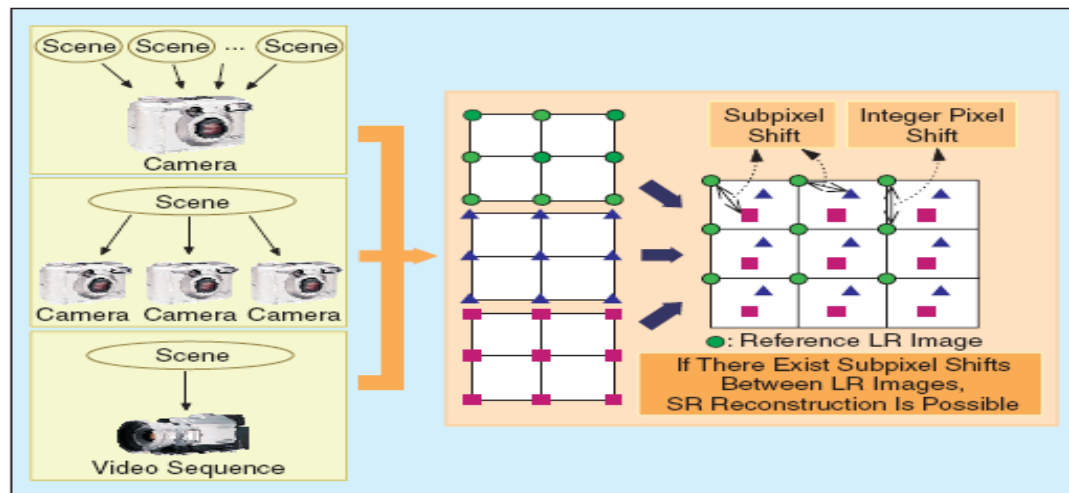 Scene Scene ... Scene
Camera
Scene
Camera Camera Camera
Scene
Video Sequence
Subpixel
Shift
Integer Pixel
Shift
: Reference LR Image
If There Exist Subpixel Shifts
Between LR Images,
SR Reconstruction Is Possible